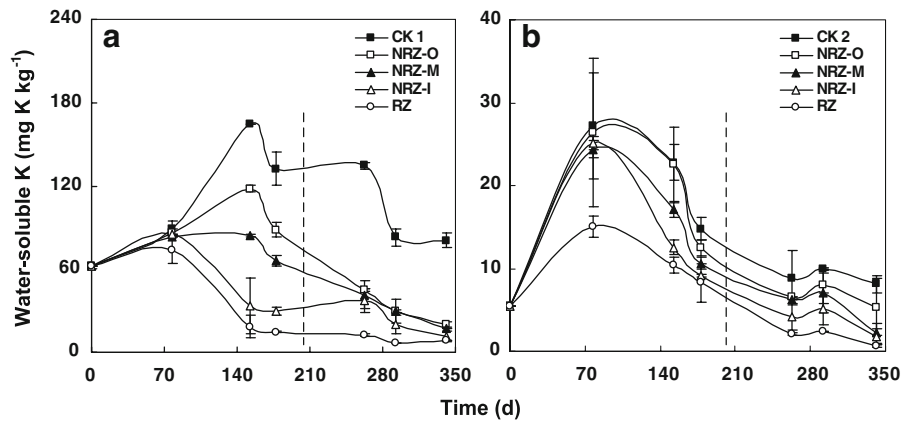 Water-soluble K (mg K kg⁻¹)
240
180
120
60
0
a
CK 1
NRZ-O
NRZ-M
NRZ-I
RZ
0 70 140 210 280 350
40
30
20
10
0
b
CK 2
NRZ-O
NRZ-M
NRZ-I
RZ
0 70 140 210 280 350
Time (d)